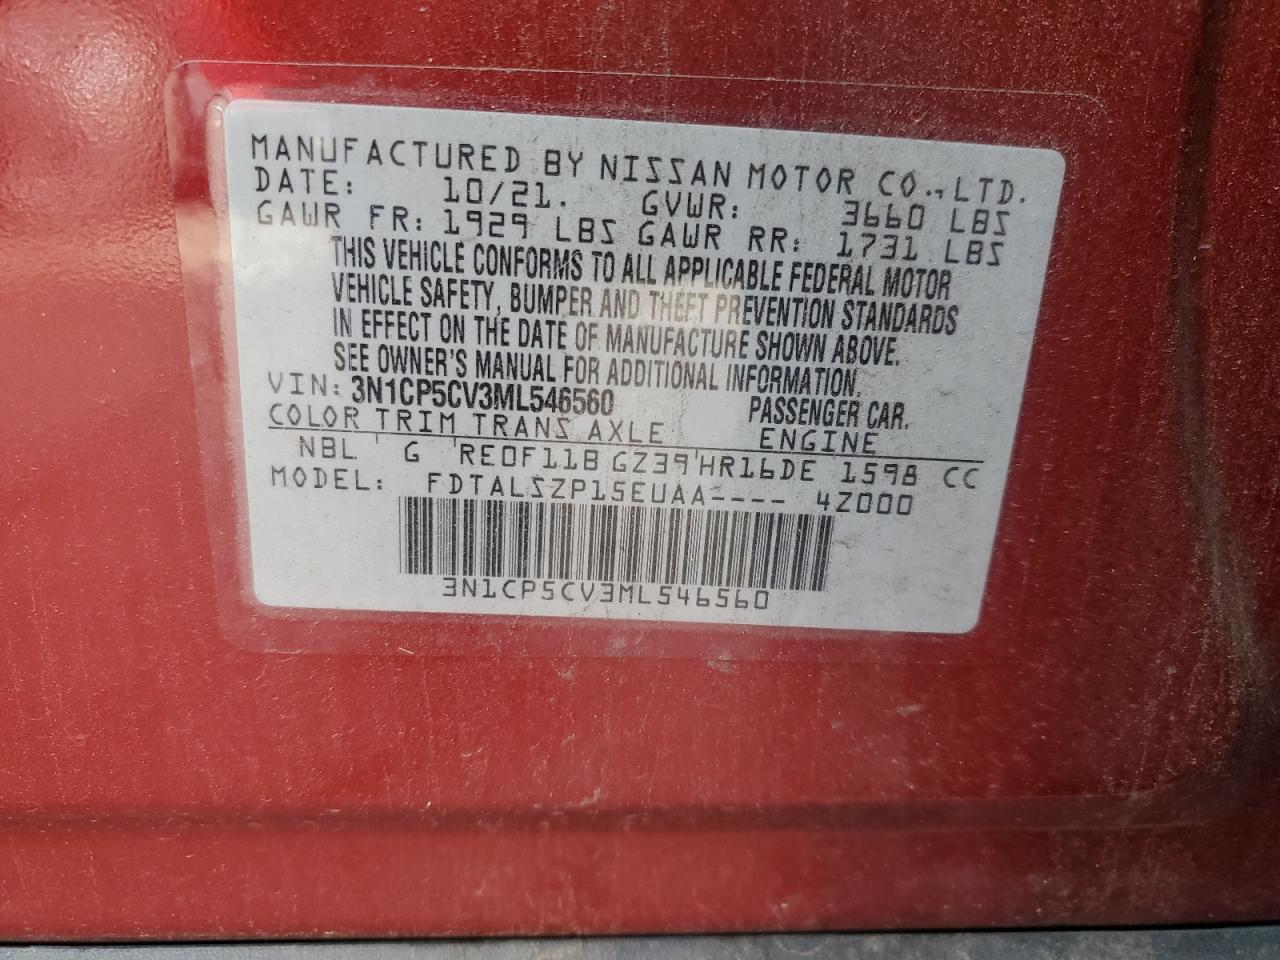 MANUFACTURED BY NISSAN MOTOR CO., LTD.
DATE: 10/21. GVWR: 3660 LBS
GAWR FR: 1929 LBS GAWR RR: 1731 LBS
THIS VEHICLE CONFORMS TO ALL APPLICABLE FEDERAL MOTOR
VEHICLE SAFETY, BUMPER AND THEFT PREVENTION STANDARDS
IN EFFECT ON THE DATE OF MANUFACTURE SHOWN ABOVE.
SEE OWNER'S MANUAL FOR ADDITIONAL INFORMATION.
VIN: 3N1CP5CV3ML546560 PASSENGER CAR.
COLOR TRIM TRANS AXLE ENGINE
NBL G RE0F11B GZ39 HR16DE 1598 CC
MODEL: FDTALSZP15EUAA---- 4Z000
3N1CP5CV3ML546560